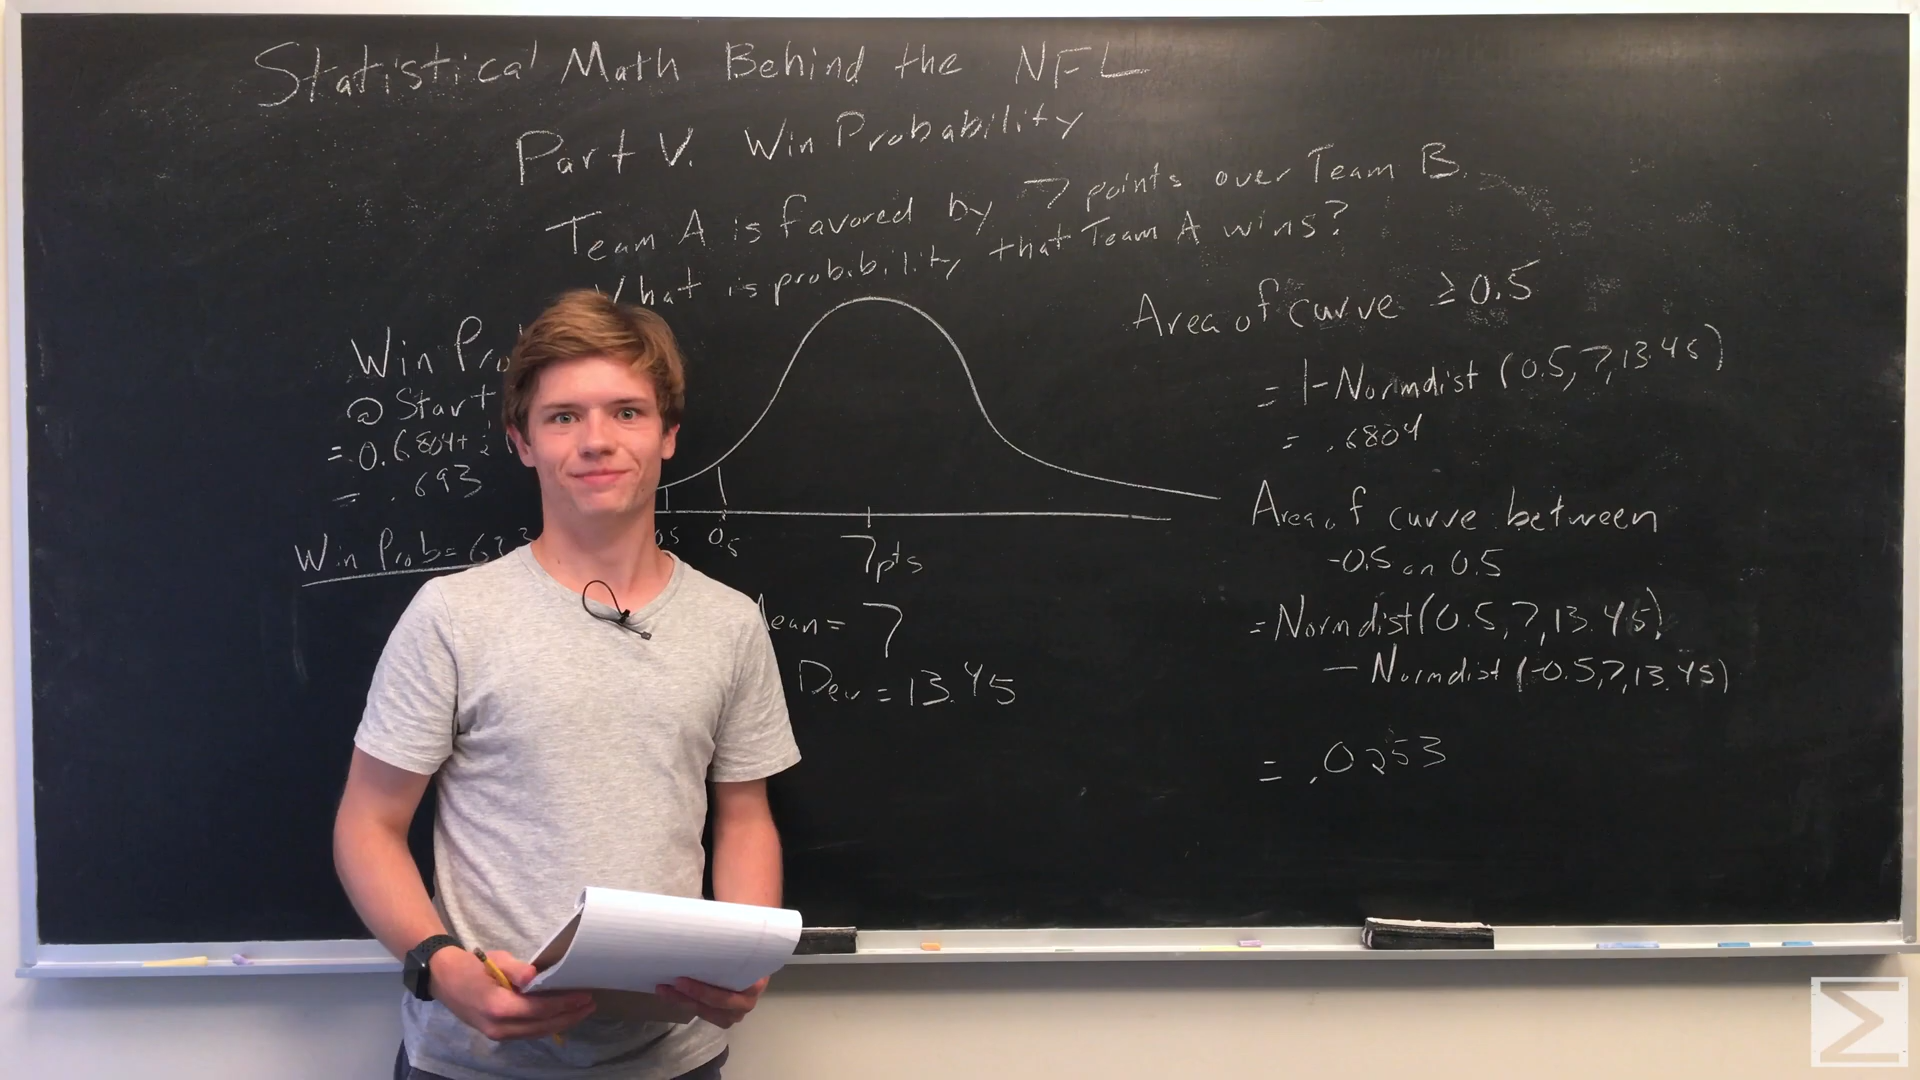 Statistical Math Behind the NFL
Part V. Win Probability
Team A is favored by 7 points over Team B.
What is probability that Team A wins?
Win Pro
@ Start
= 0.6804+
= .693
Win Prob=
0.5
7pts
Mean = 7
Dev = 13.45
Area of curve ≥ 0.5
= 1-Normdist (0.5,7,13.45)
= .6804
Area of curve between
-0.5 on 0.5
=Normdist(0.5,7,13.45)
- Normdist(-0.5,7,13.45)
= .0253
Σ